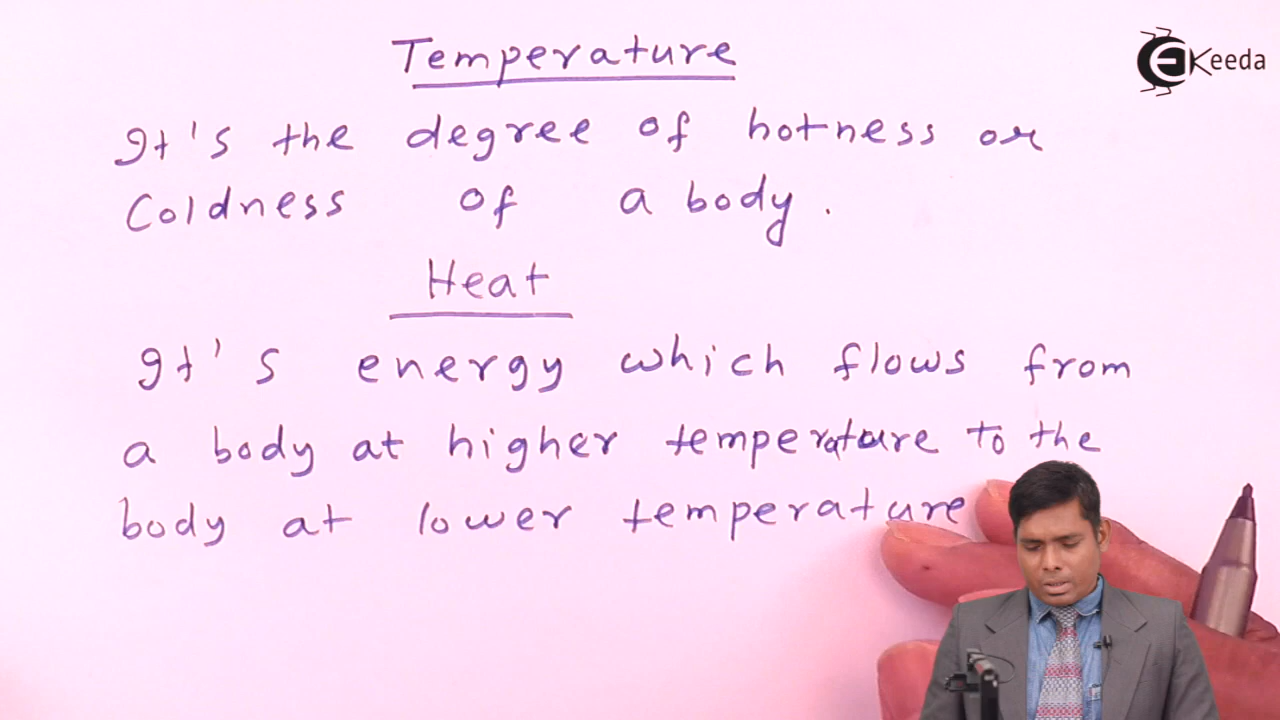 Temperature
It's the degree of hotness or
Coldness of a body.
Heat
It's energy which flows from
a body at higher temperature to the
body at lower temperature
EKeeda